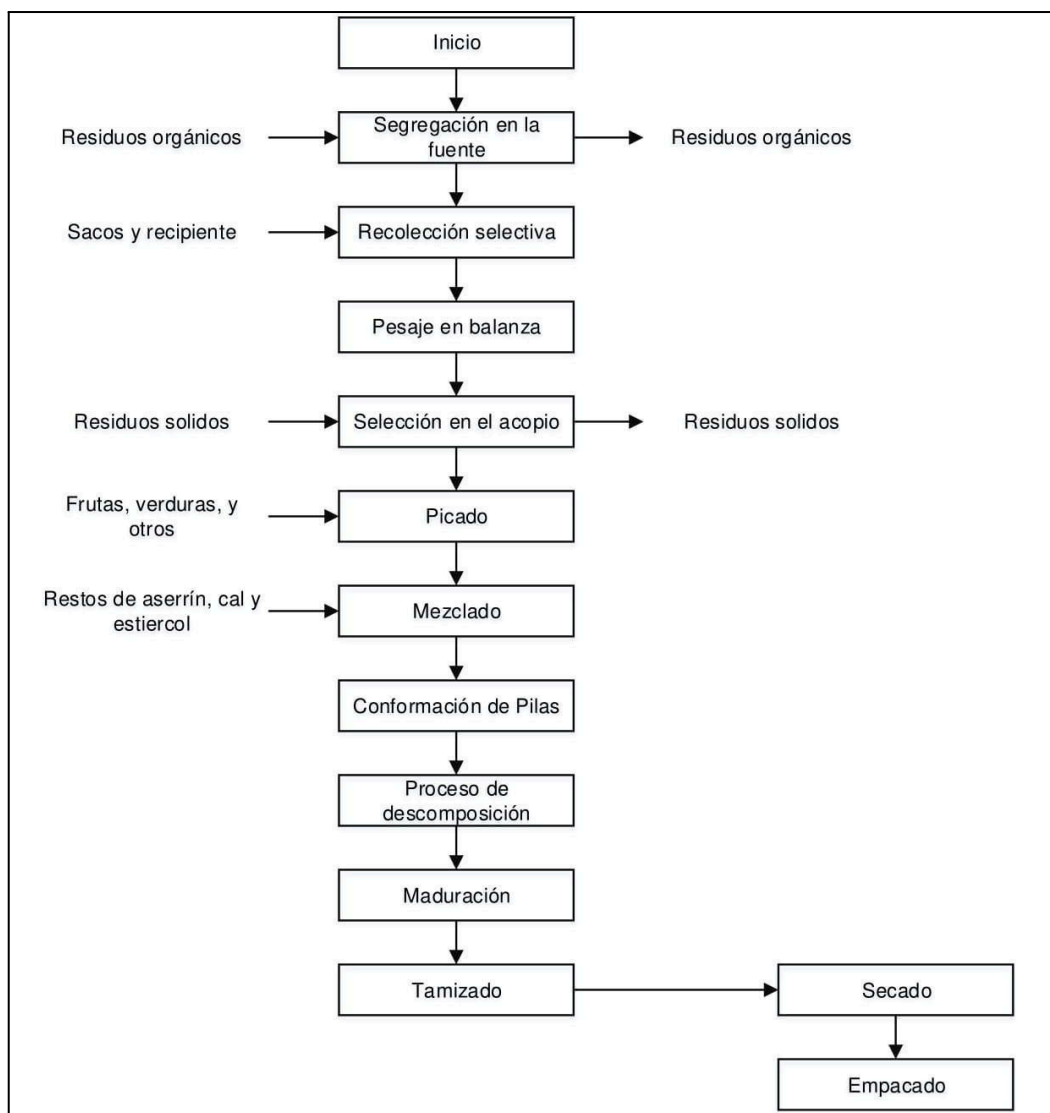 Inicio
Residuos orgánicos
Segregación en la
fuente
Residuos orgánicos
Sacos y recipiente
Recolección selectiva
Pesaje en balanza
Residuos solidos
Selección en el acopio
Residuos solidos
Frutas, verduras, y
otros
Picado
Restos de aserrín, cal y
estiercol
Mezclado
Conformación de Pilas
Proceso de
descomposición
Maduración
Tamizado
Secado
Empacado